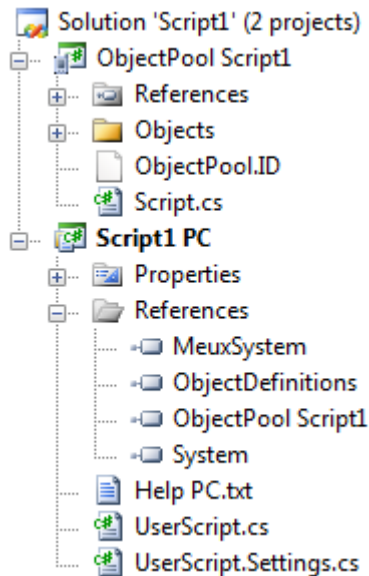 Solution 'Script1' (2 projects)
ObjectPool Script1
References
Objects
ObjectPool.ID
Script.cs
Script1 PC
Properties
References
MeuxSystem
ObjectDefinitions
ObjectPool Script1
System
Help PC.txt
UserScript.cs
UserScript.Settings.cs